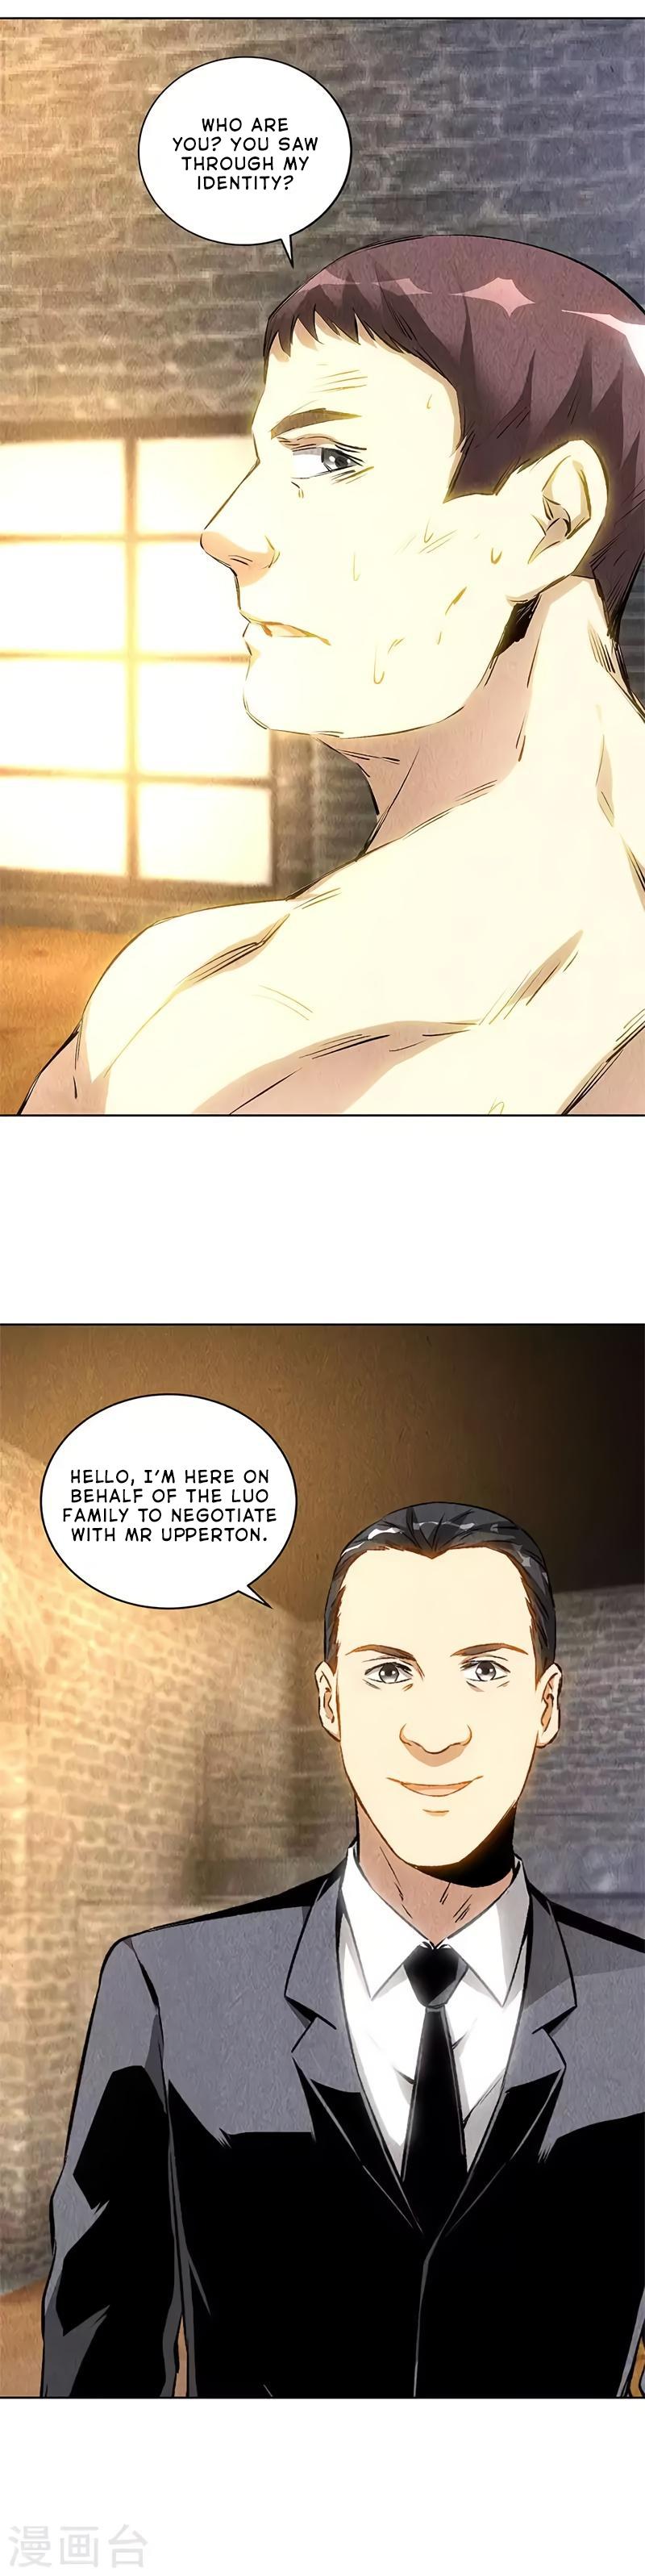 WHO ARE
YOU? YOU SAW
THROUGH MY
IDENTITY?
HELLO, I'M HERE ON
BEHALF OF THE LUO
FAMILY TO NEGOTIATE
WITH MR UPPERTON.
漫画台